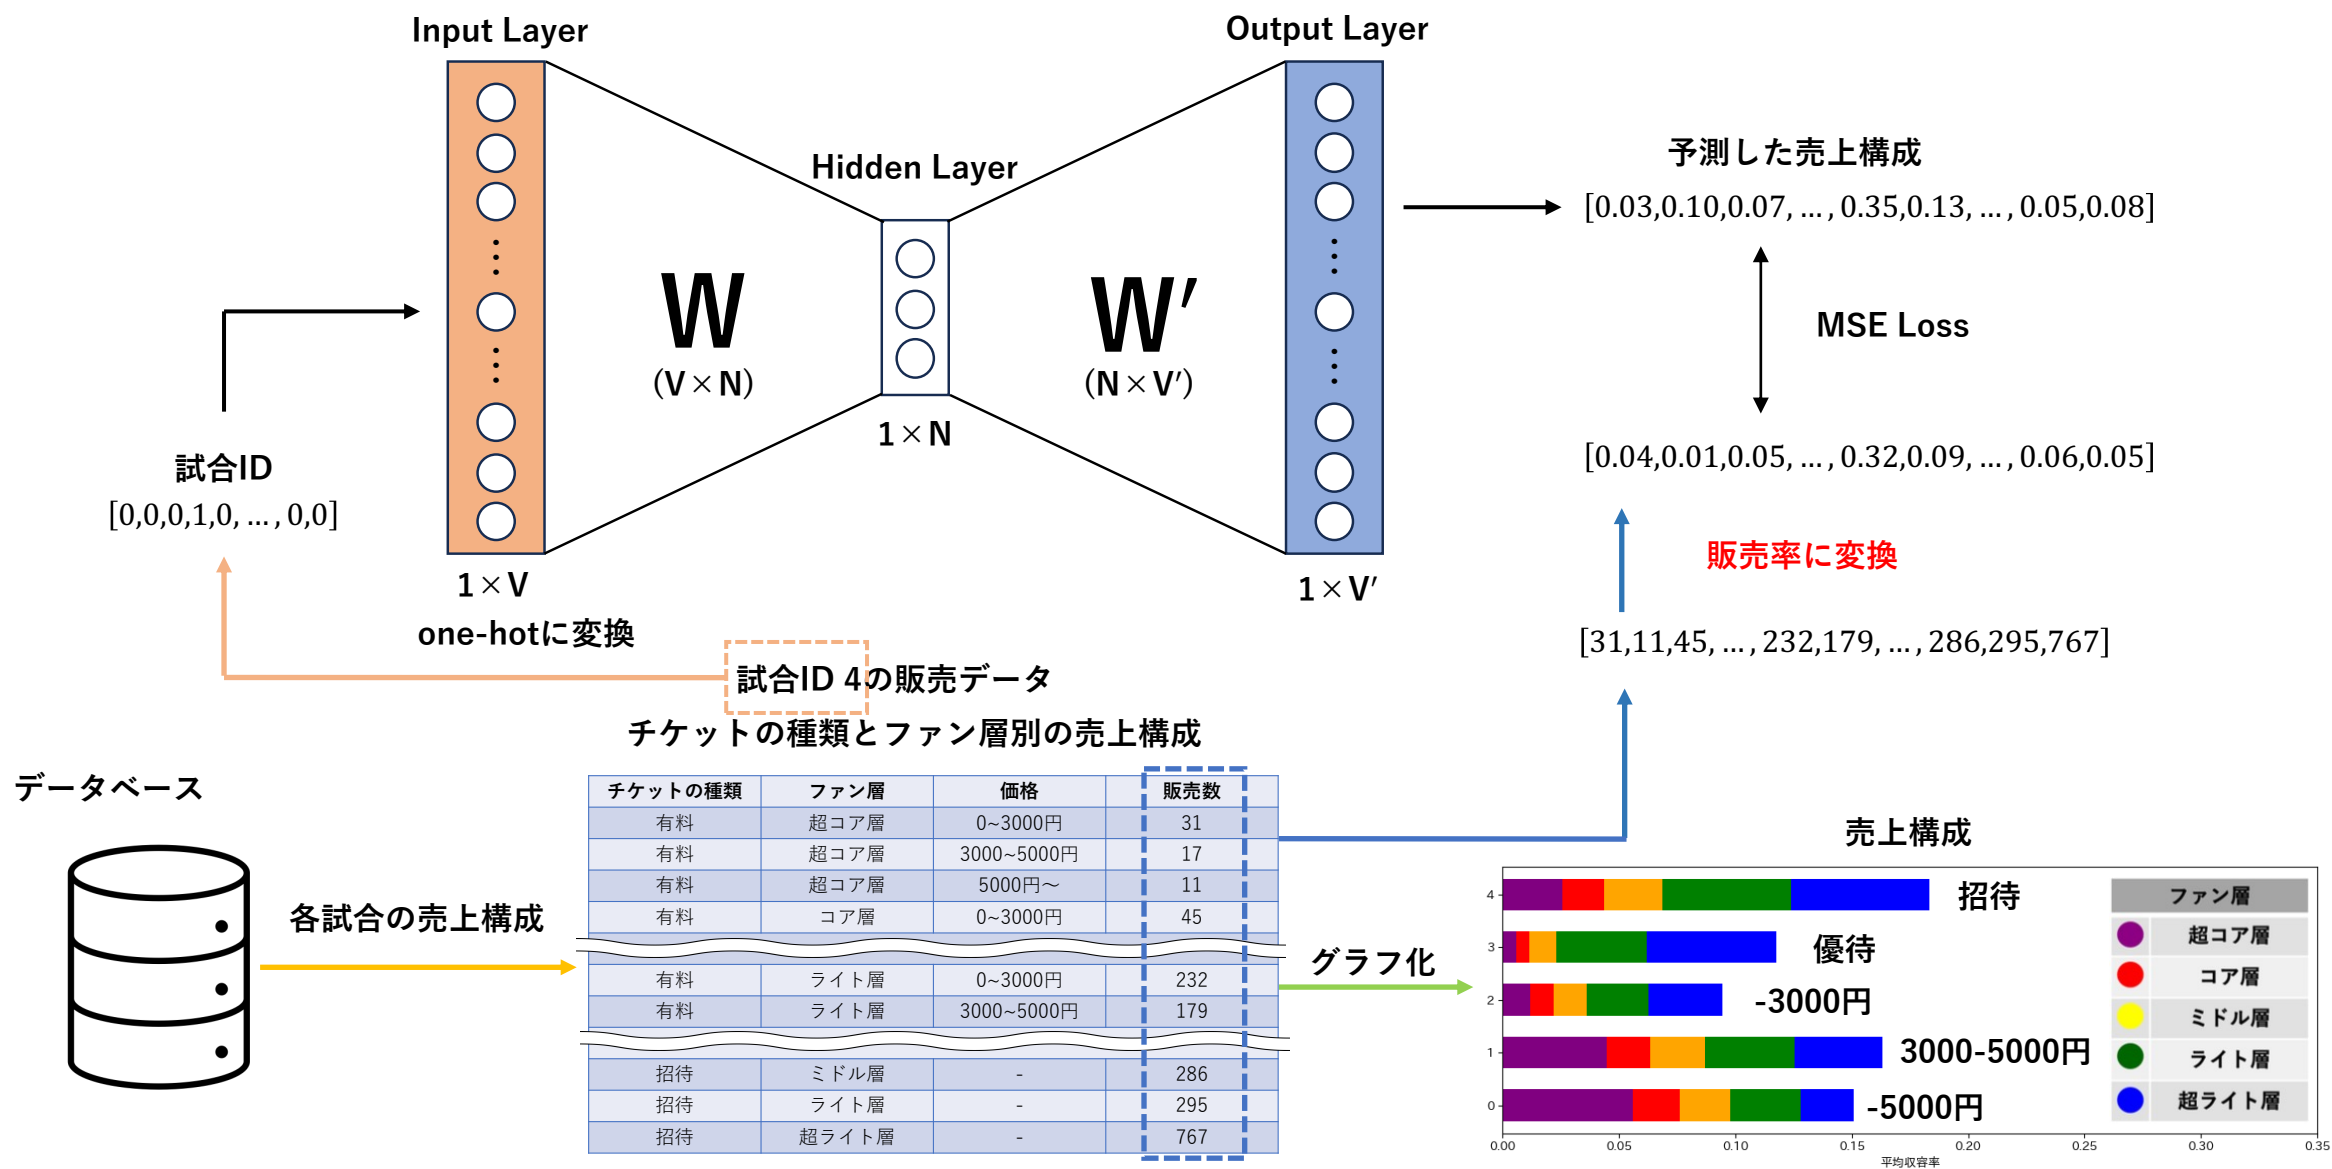 Input Layer
Output Layer
Hidden Layer
予測した売上構成
[0.03,0.10,0.07, … , 0.35,0.13, … , 0.05,0.08]
W
(V×N)
W′
(N×V′)
MSE Loss
1×N
試合ID
[0,0,0,1,0, … , 0,0]
[0.04,0.01,0.05, … , 0.32,0.09, … , 0.06,0.05]
販売率に変換
1×V
1×V′
one-hotに変換
[31,11,45, … , 232,179, … , 286,295,767]
試合ID 4の販売データ
チケットの種類とファン層別の売上構成
データベース
各試合の売上構成
チケットの種類 ファン層 価格 販売数
有料 超コア層 0~3000円 31
有料 超コア層 3000~5000円 17
有料 超コア層 5000円～ 11
有料 コア層 0~3000円 45
有料 ライト層 0~3000円 232
有料 ライト層 3000~5000円 179
招待 ミドル層 - 286
招待 ライト層 - 295
招待 超ライト層 - 767
グラフ化
売上構成
4 招待
3 優待
2 -3000円
1 3000-5000円
0 -5000円
0.00 0.05 0.10 0.15 0.20 0.25 0.30 0.35
平均収容率
ファン層
超コア層
コア層
ミドル層
ライト層
超ライト層